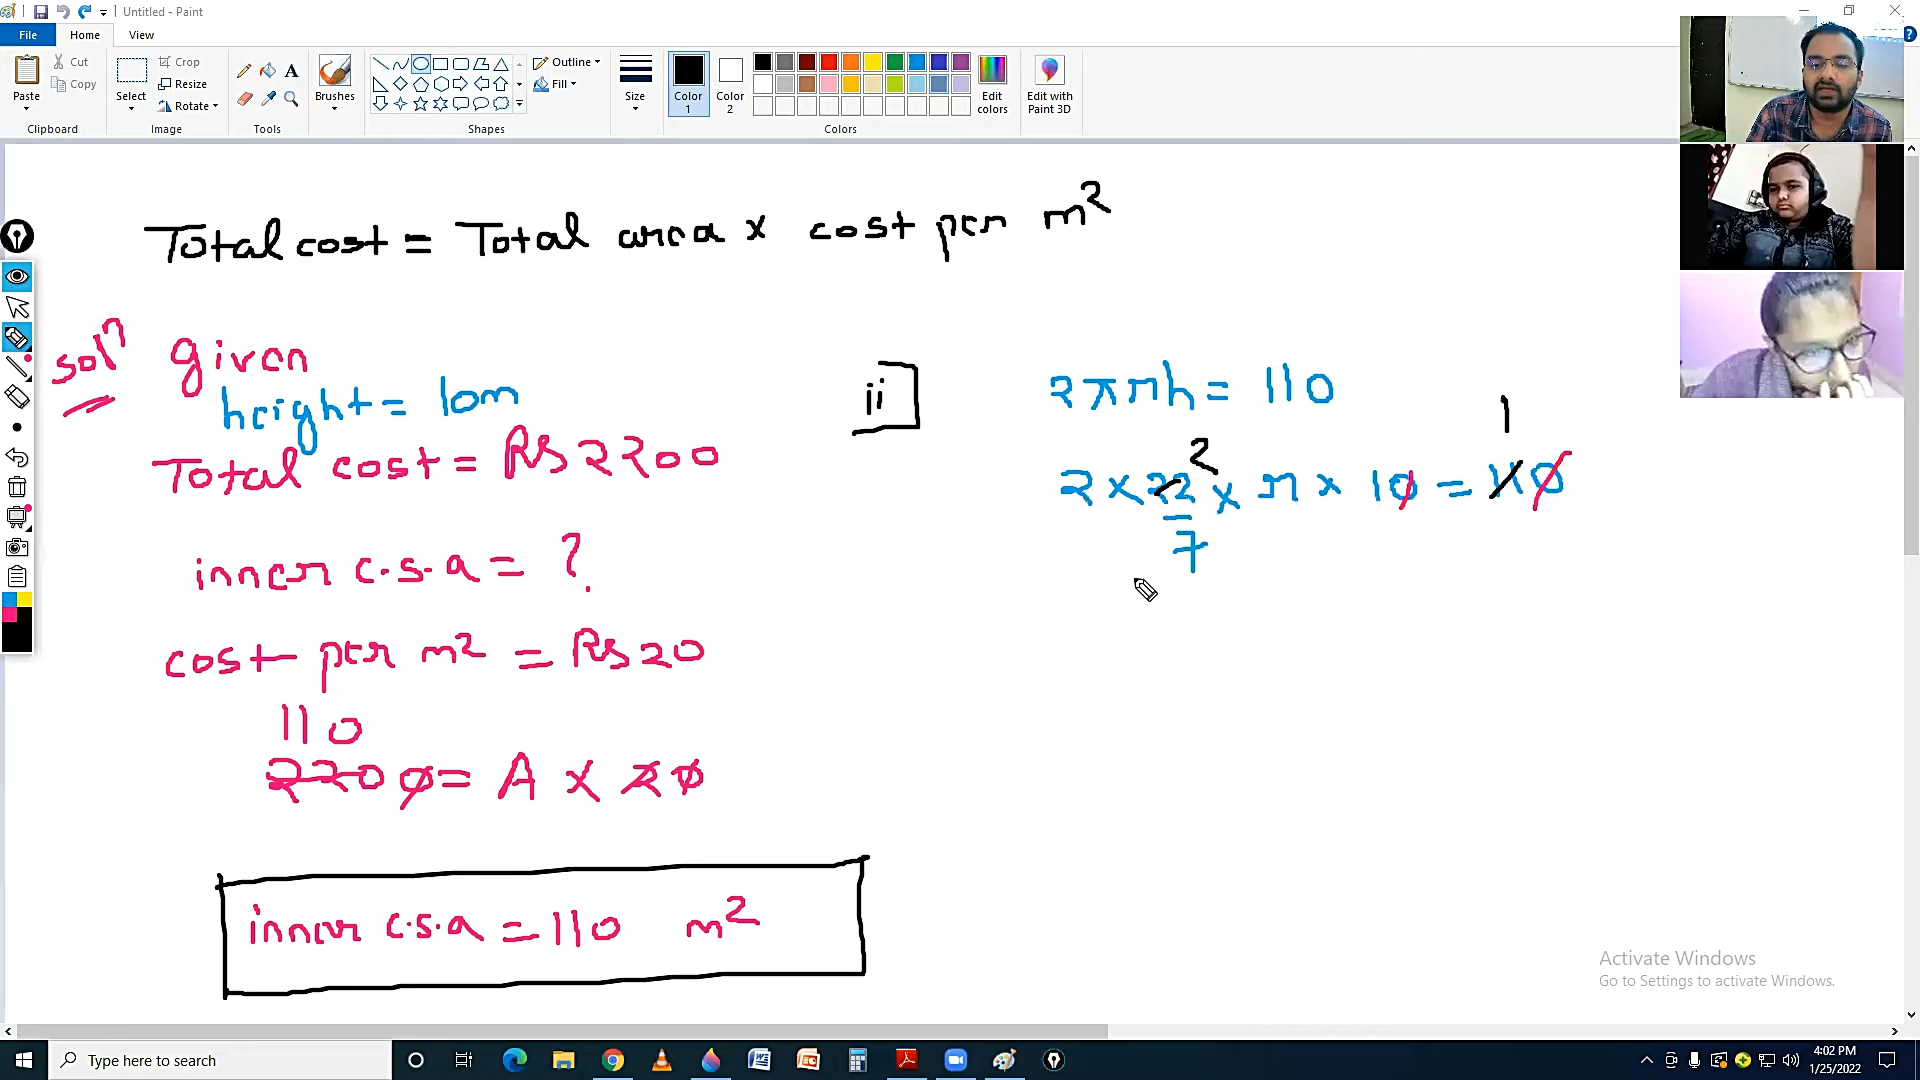 Untitled - Paint
File Home View
Paste Cut Copy Select Crop Resize Rotate A Brushes Outline Fill Size Color 1 Color 2 Edit colors Edit with Paint 3D
Clipboard Image Tools Shapes Colors
Total cost = Total area x cost per m²
solⁿ given
height = 10m
Total cost = Rs 2200
inner c.s.a = ?
cost per m² = Rs 20
110
2200 = A x 20
inner c.s.a = 110 m²
ii
2πrh = 110
2 1
2 x 22 x r x 10 = 110
7
Activate Windows
Go to Settings to activate Windows.
Type here to search
4:02 PM
1/25/2022